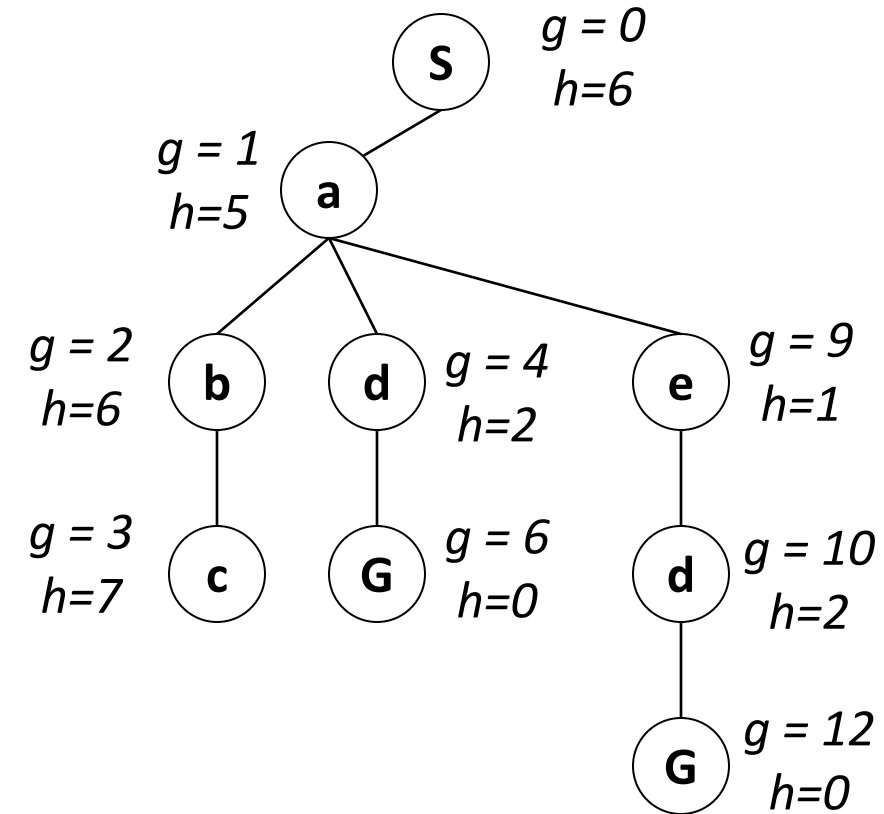 S
g = 0
h=6
g = 1
h=5
a
g = 2
h=6
b
d
g = 4
h=2
e
g = 9
h=1
g = 3
h=7
c
G
g = 6
h=0
d
g = 10
h=2
G
g = 12
h=0